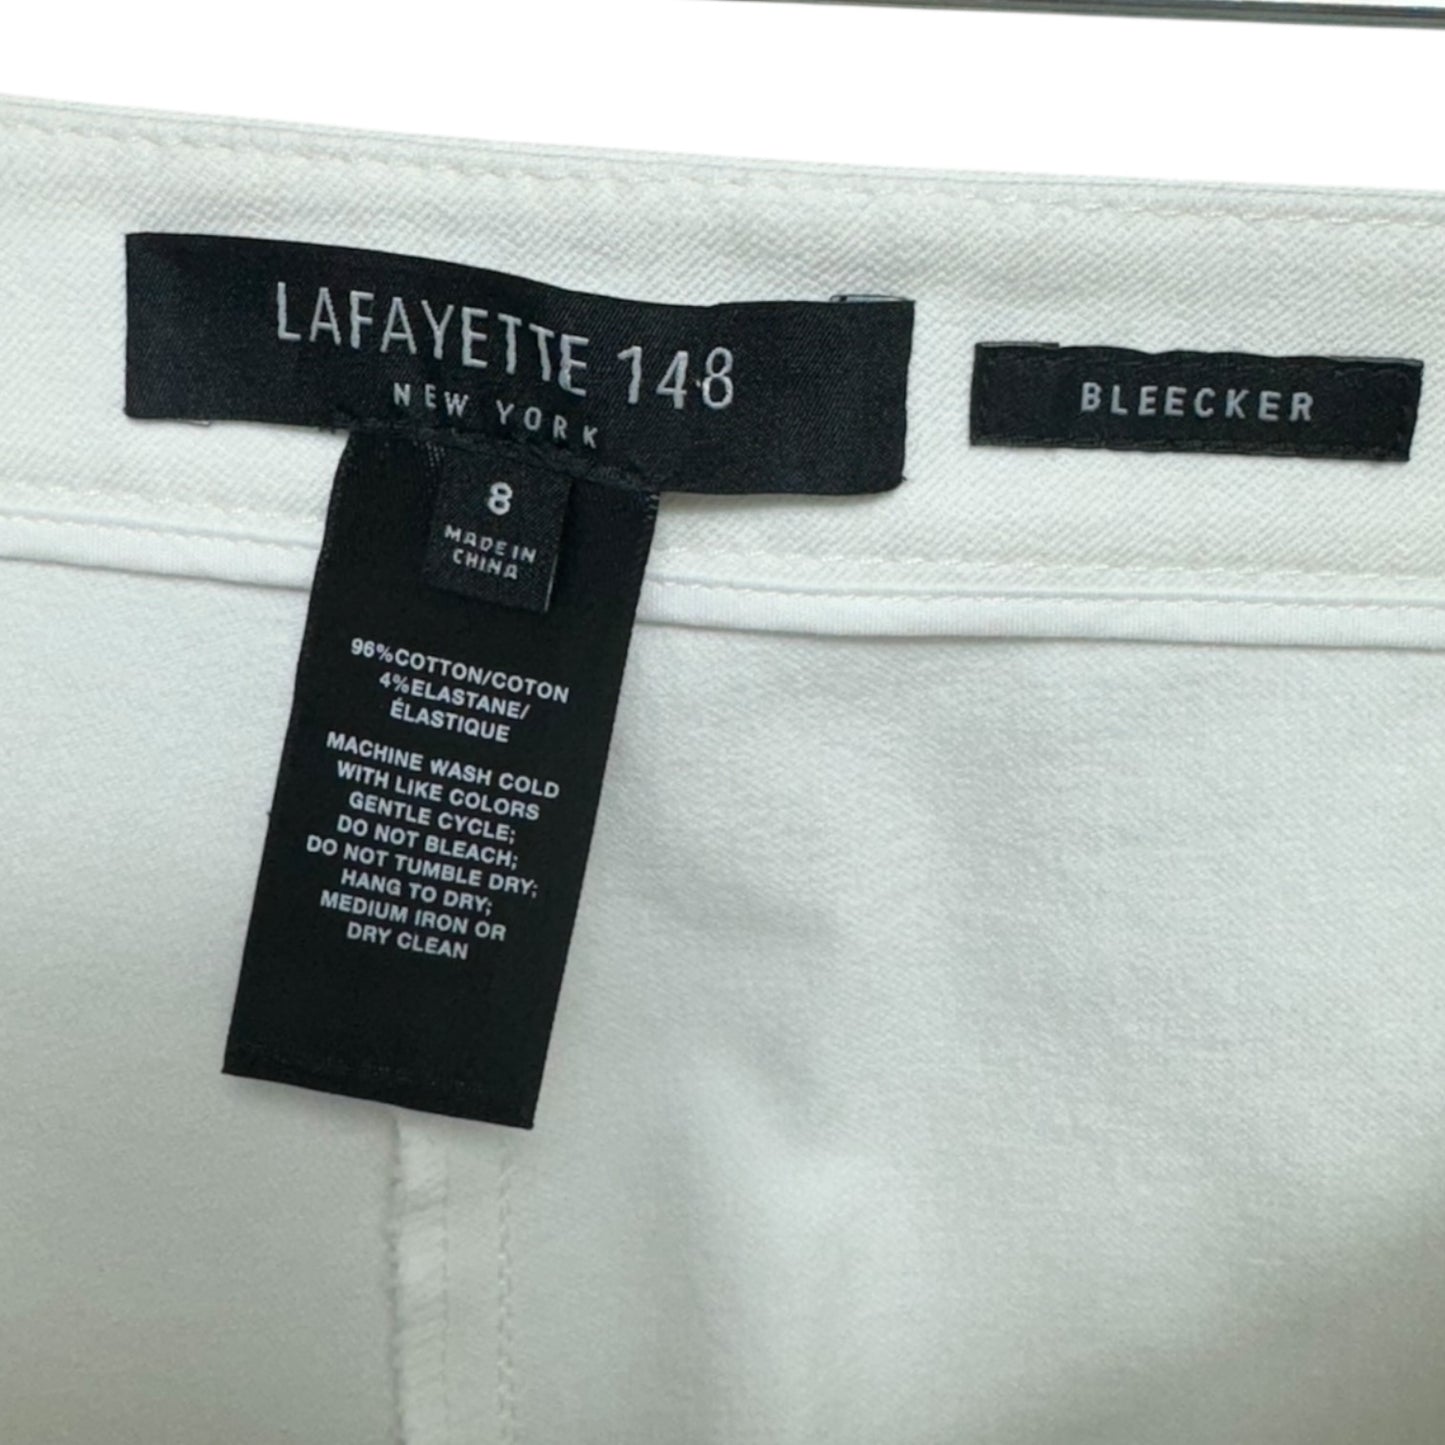 LAFAYETTE 148
NEW YORK
BLEECKER
8
MADE IN
CHINA
96%COTTON/COTON
4%ELASTANE/
ÉLASTIQUE
MACHINE WASH COLD
WITH LIKE COLORS
GENTLE CYCLE;
DO NOT BLEACH;
DO NOT TUMBLE DRY;
HANG TO DRY;
MEDIUM IRON OR
DRY CLEAN